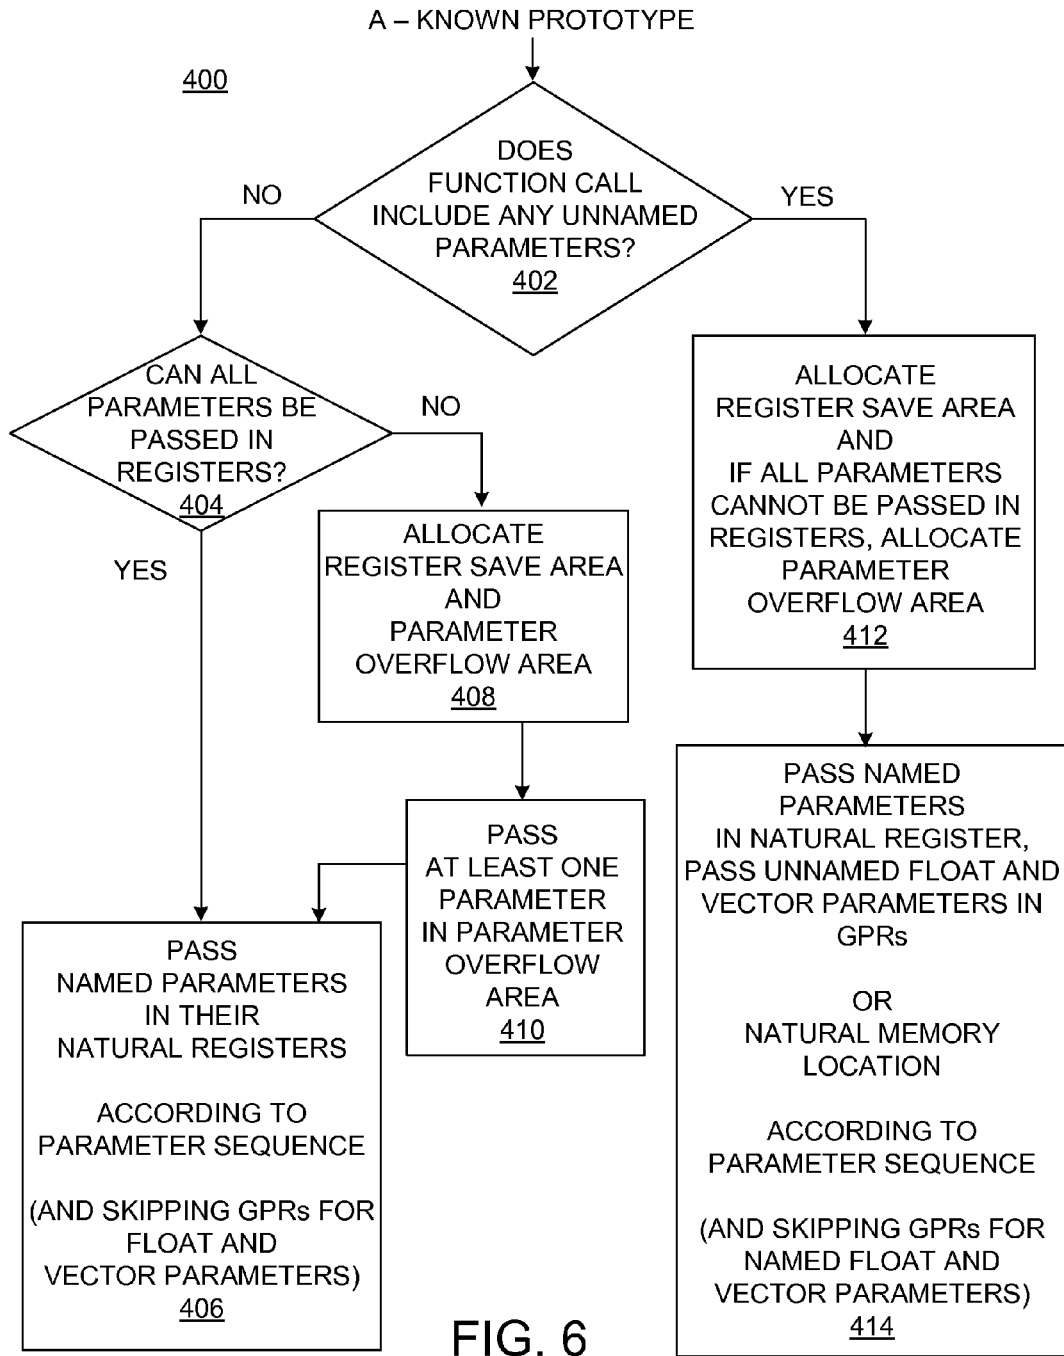 A – KNOWN PROTOTYPE
400
DOES
FUNCTION CALL
INCLUDE ANY UNNAMED
PARAMETERS?
402
NO
YES
CAN ALL
PARAMETERS BE
PASSED IN
REGISTERS?
404
NO
YES
ALLOCATE
REGISTER SAVE AREA
AND
PARAMETER
OVERFLOW AREA
408
ALLOCATE
REGISTER SAVE AREA
AND
IF ALL PARAMETERS
CANNOT BE PASSED IN
REGISTERS, ALLOCATE
PARAMETER
OVERFLOW AREA
412
PASS
AT LEAST ONE
PARAMETER
IN PARAMETER
OVERFLOW
AREA
410
PASS
NAMED PARAMETERS
IN THEIR
NATURAL REGISTERS
ACCORDING TO
PARAMETER SEQUENCE
(AND SKIPPING GPRs FOR
FLOAT AND
VECTOR PARAMETERS)
406
PASS NAMED
PARAMETERS
IN NATURAL REGISTER,
PASS UNNAMED FLOAT AND
VECTOR PARAMETERS IN
GPRs
OR
NATURAL MEMORY
LOCATION
ACCORDING TO
PARAMETER SEQUENCE
(AND SKIPPING GPRs FOR
NAMED FLOAT AND
VECTOR PARAMETERS)
414
FIG. 6